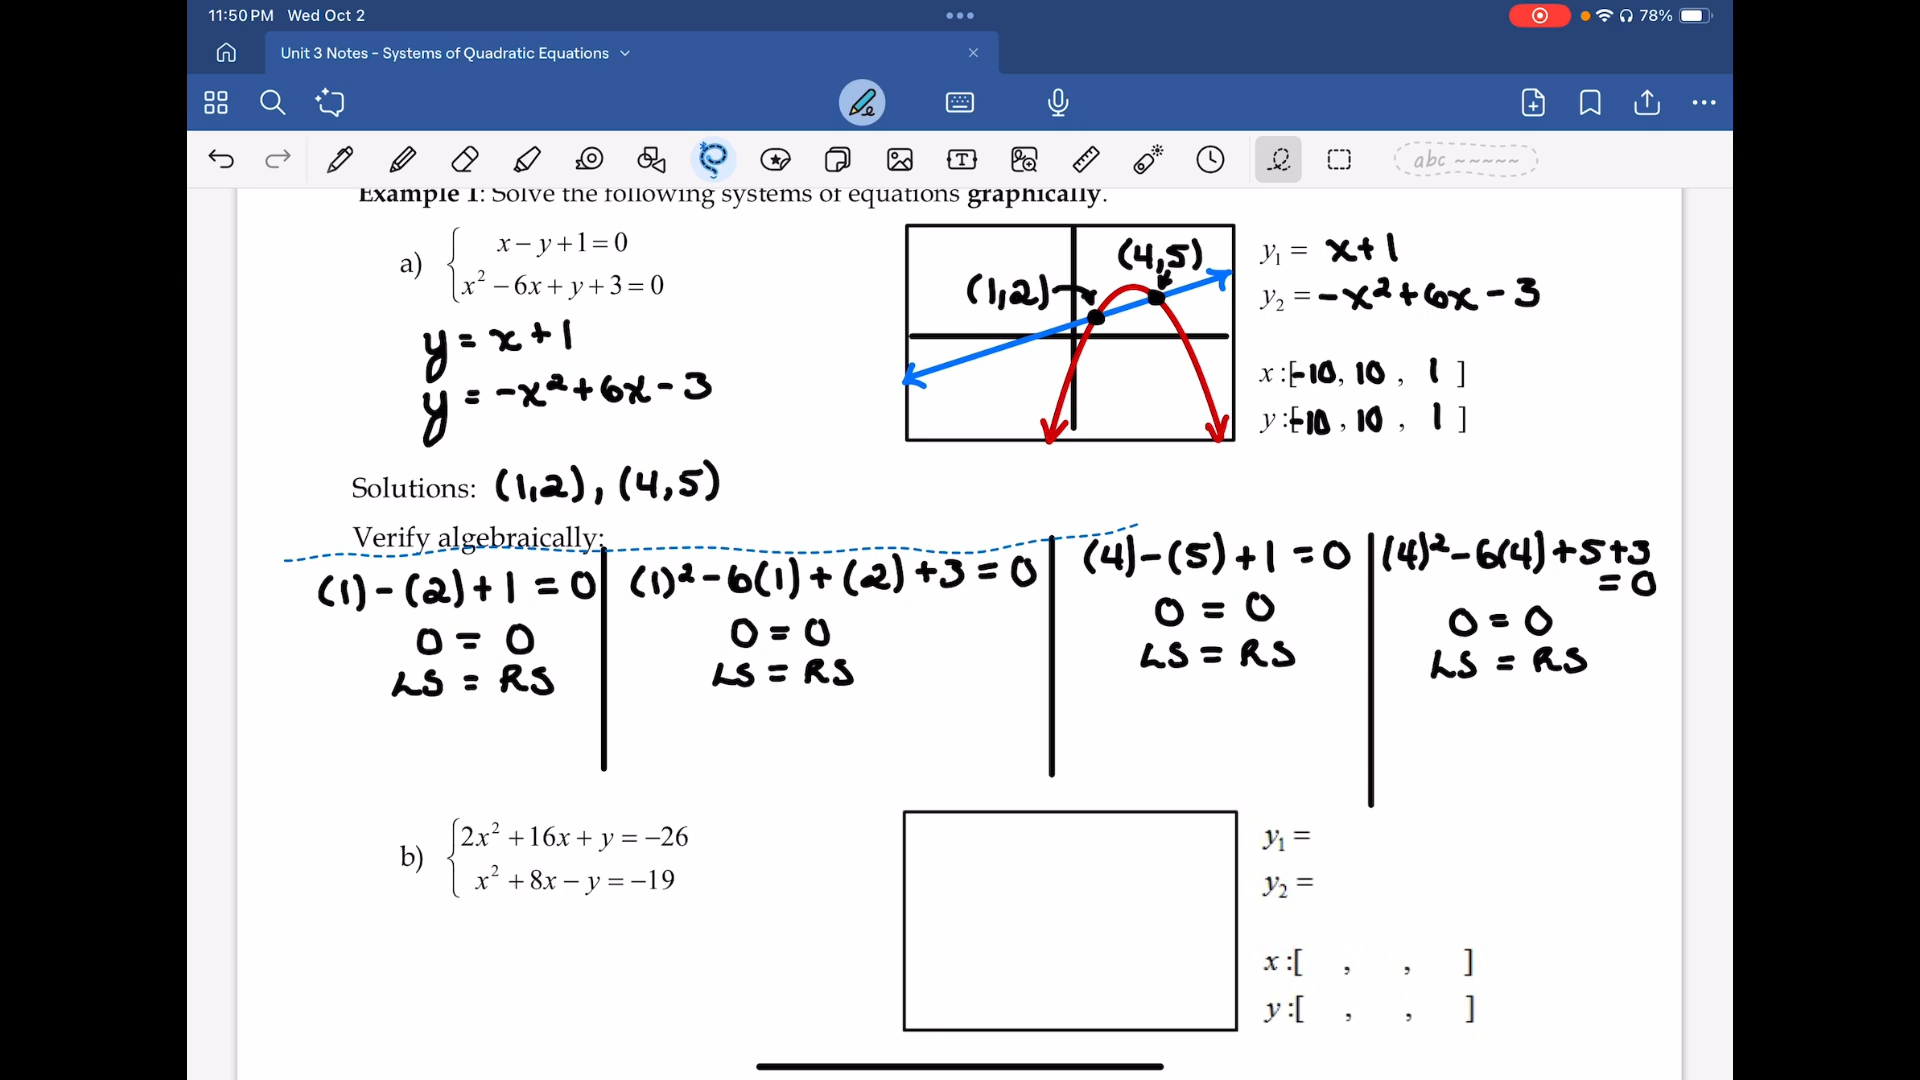 11:50 PM Wed Oct 2
78%
Unit 3 Notes - Systems of Quadratic Equations
abc
Example 1: Solve the following systems of equations graphically.
a) { x − y + 1 = 0
x² − 6x + y + 3 = 0
y = x + 1
y = -x² + 6x - 3
(1,2)
(4,5)
y₁ = x + 1
y₂ = -x² + 6x - 3
x :[-10, 10 , 1 ]
y :[-10 , 10 , 1 ]
Solutions: (1,2), (4,5)
Verify algebraically:
(1) - (2) + 1 = 0
0 = 0
LS = RS
(1)² - 6(1) + (2) + 3 = 0
0 = 0
LS = RS
(4) - (5) + 1 = 0
0 = 0
LS = RS
(4)² - 6(4) + 5 + 3
= 0
0 = 0
LS = RS
b) { 2x² + 16x + y = −26
x² + 8x − y = −19
y₁ =
y₂ =
x :[ , , ]
y :[ , , ]